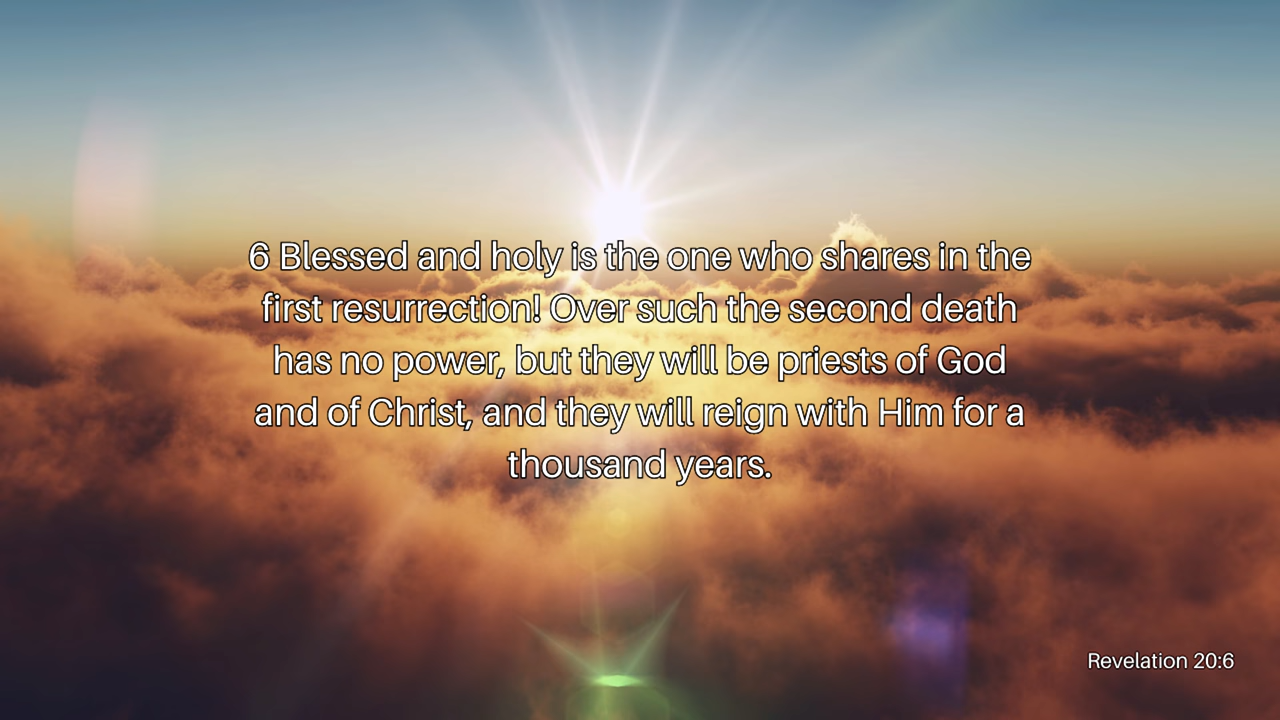 6 Blessed and holy is the one who shares in the
first resurrection! Over such the second death
has no power, but they will be priests of God
and of Christ, and they will reign with Him for a
thousand years.
Revelation 20:6